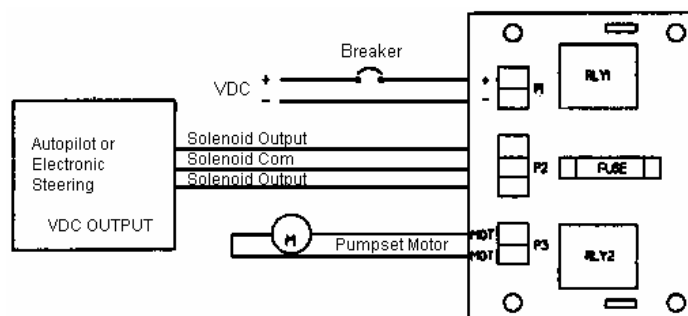 Breaker
VDC
+
−
+
−
P1
RLY1
Autopilot or
Electronic
Steering
VDC OUTPUT
Solenoid Output
Solenoid Com
Solenoid Output
P2
FUSE
M
Pumpset Motor
MOT
MOT
P3
RLY2